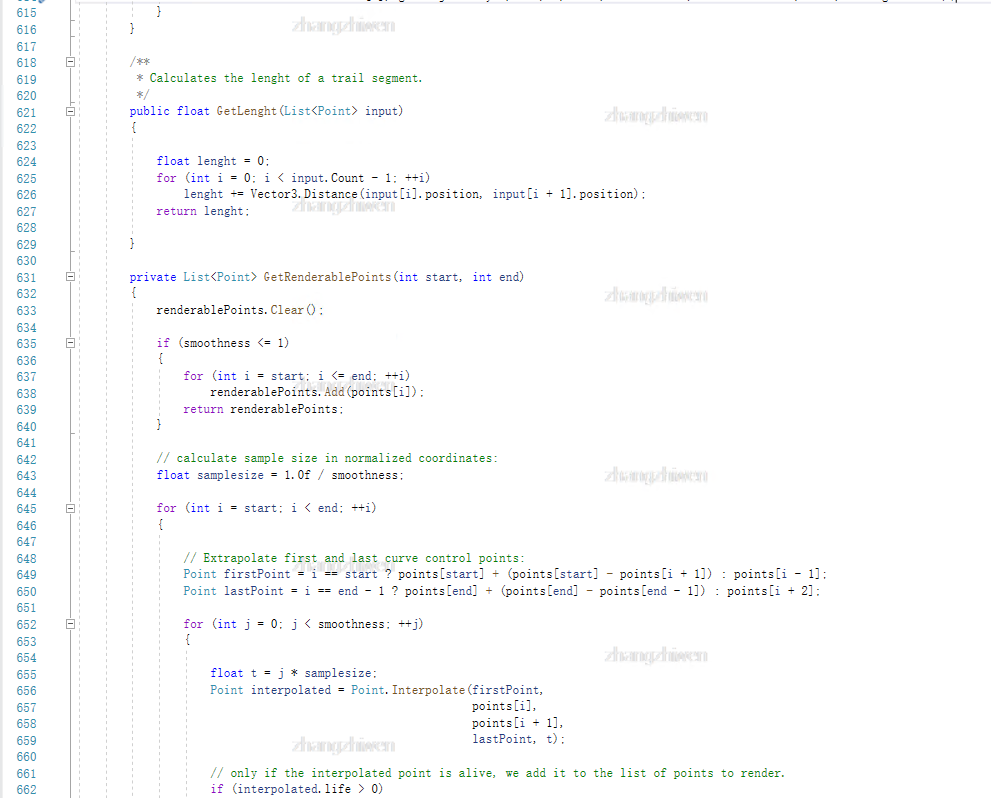 615 }
616 }
617
618 /**
619 * Calculates the lenght of a trail segment.
620 */
621 public float GetLenght(List<Point> input)
622 {
623
624 float lenght = 0;
625 for (int i = 0; i < input.Count - 1; ++i)
626 lenght += Vector3.Distance(input[i].position, input[i + 1].position);
627 return lenght;
628
629 }
630
631 private List<Point> GetRenderablePoints(int start, int end)
632 {
633 renderablePoints.Clear();
634
635 if (smoothness <= 1)
636 {
637 for (int i = start; i <= end; ++i)
638 renderablePoints.Add(points[i]);
639 return renderablePoints;
640 }
641
642 // calculate sample size in normalized coordinates:
643 float samplesize = 1.0f / smoothness;
644
645 for (int i = start; i < end; ++i)
646 {
647
648 // Extrapolate first and last curve control points:
649 Point firstPoint = i == start ? points[start] + (points[start] - points[i + 1]) : points[i - 1];
650 Point lastPoint = i == end - 1 ? points[end] + (points[end] - points[end - 1]) : points[i + 2];
651
652 for (int j = 0; j < smoothness; ++j)
653 {
654
655 float t = j * samplesize;
656 Point interpolated = Point.Interpolate(firstPoint,
657 points[i],
658 points[i + 1],
659 lastPoint, t);
660
661 // only if the interpolated point is alive, we add it to the list of points to render.
662 if (interpolated.life > 0)
zhangzhiwen
zhangzhiwen
zhangzhiwen
zhangzhiwen
zhangzhiwen
zhangzhiwen
zhangzhiwen
zhangzhiwen
zhangzhiwen